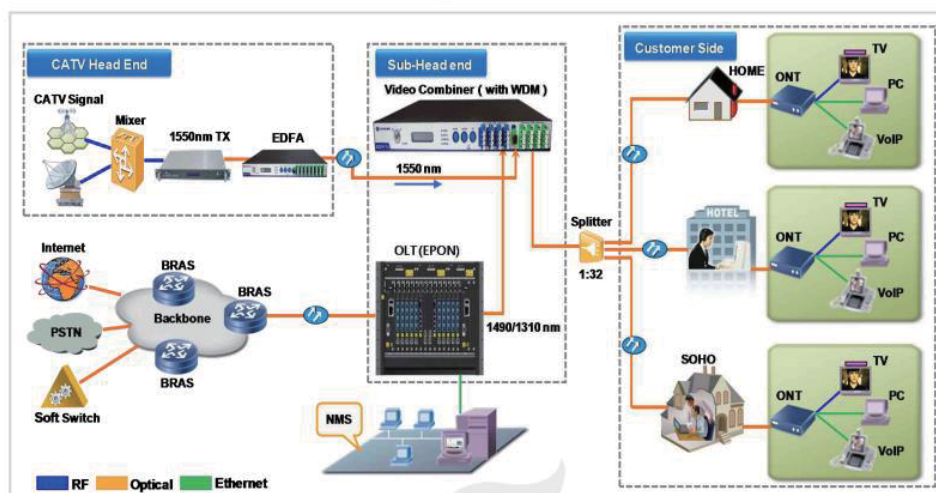 CATV Head End
CATV Signal
Mixer
1550nm TX
EDFA
Sub-Head end
Video Combiner ( with WDM )
1550 nm
OLT(EPON)
1490/1310 nm
Internet
PSTN
Soft Switch
BRAS
Backbone
BRAS
BRAS
NMS
Splitter
1:32
Customer Side
HOME
ONT
TV
PC
VoIP
HOTEL
ONT
TV
PC
VoIP
SOHO
ONT
TV
PC
VoIP
RF
Optical
Ethernet